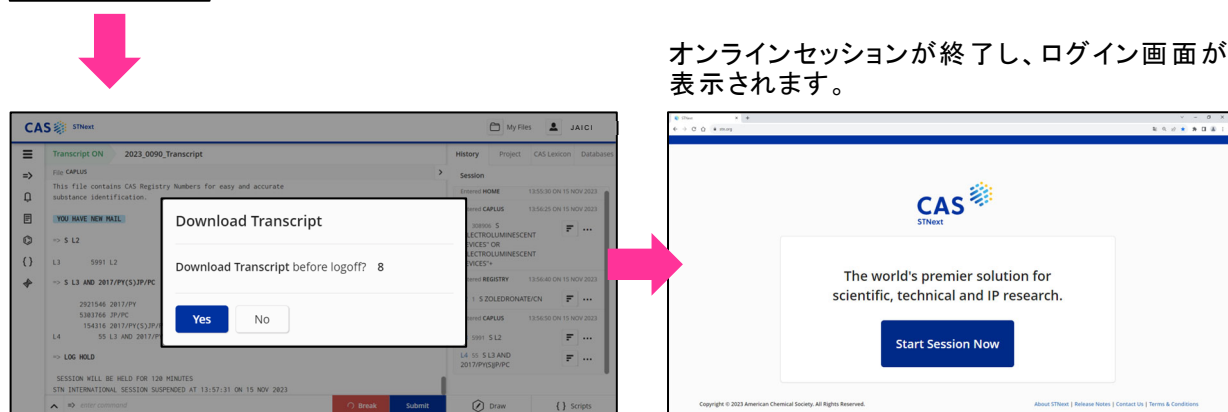 オンラインセッションが終了し、ログイン画面が
表示されます。
CAS STNext
My Files
JAICI
Transcript ON 2023_0090_Transcript
History Project CAS Lexicon Databases
File CAPLUS
Session
This file contains CAS Registry Numbers for easy and accurate
substance identification.
Entered HOME 13:55:30 ON 15 NOV 2023
CAPLUS 13:56:25 ON 15 NOV 2023
YOU HAVE NEW MAIL
=> S L2
L3 5991 L2
=> S L3 AND 2017/PY(S)JP/PC
2921546 2017/PY
5303766 JP/PC
L4 55 L3 AND
=> LOG HOLD
SESSION WILL BE HELD FOR 120 MINUTES
STN INTERNATIONAL SESSION SUSPENDED AT 13:57:31 ON 15 NOV 2023
Download Transcript
Download Transcript before logoff? 8
Yes
No
OR
REGISTRY 13:56:40 ON 15 NOV 2023
1 S ZOLEDRONATE/CN
CAPLUS 13:56:50 ON 15 NOV 2023
5991 S L2
L4 55 S L3 AND
2017/PY(S)JP/PC
=> enter command
Break
Submit
Draw
{ } Scripts
CAS
STNext
The world's premier solution for
scientific, technical and IP research.
Start Session Now
Copyright © 2023 American Chemical Society. All Rights Reserved.
About STNext | Release Notes | Contact Us | Terms & Conditions